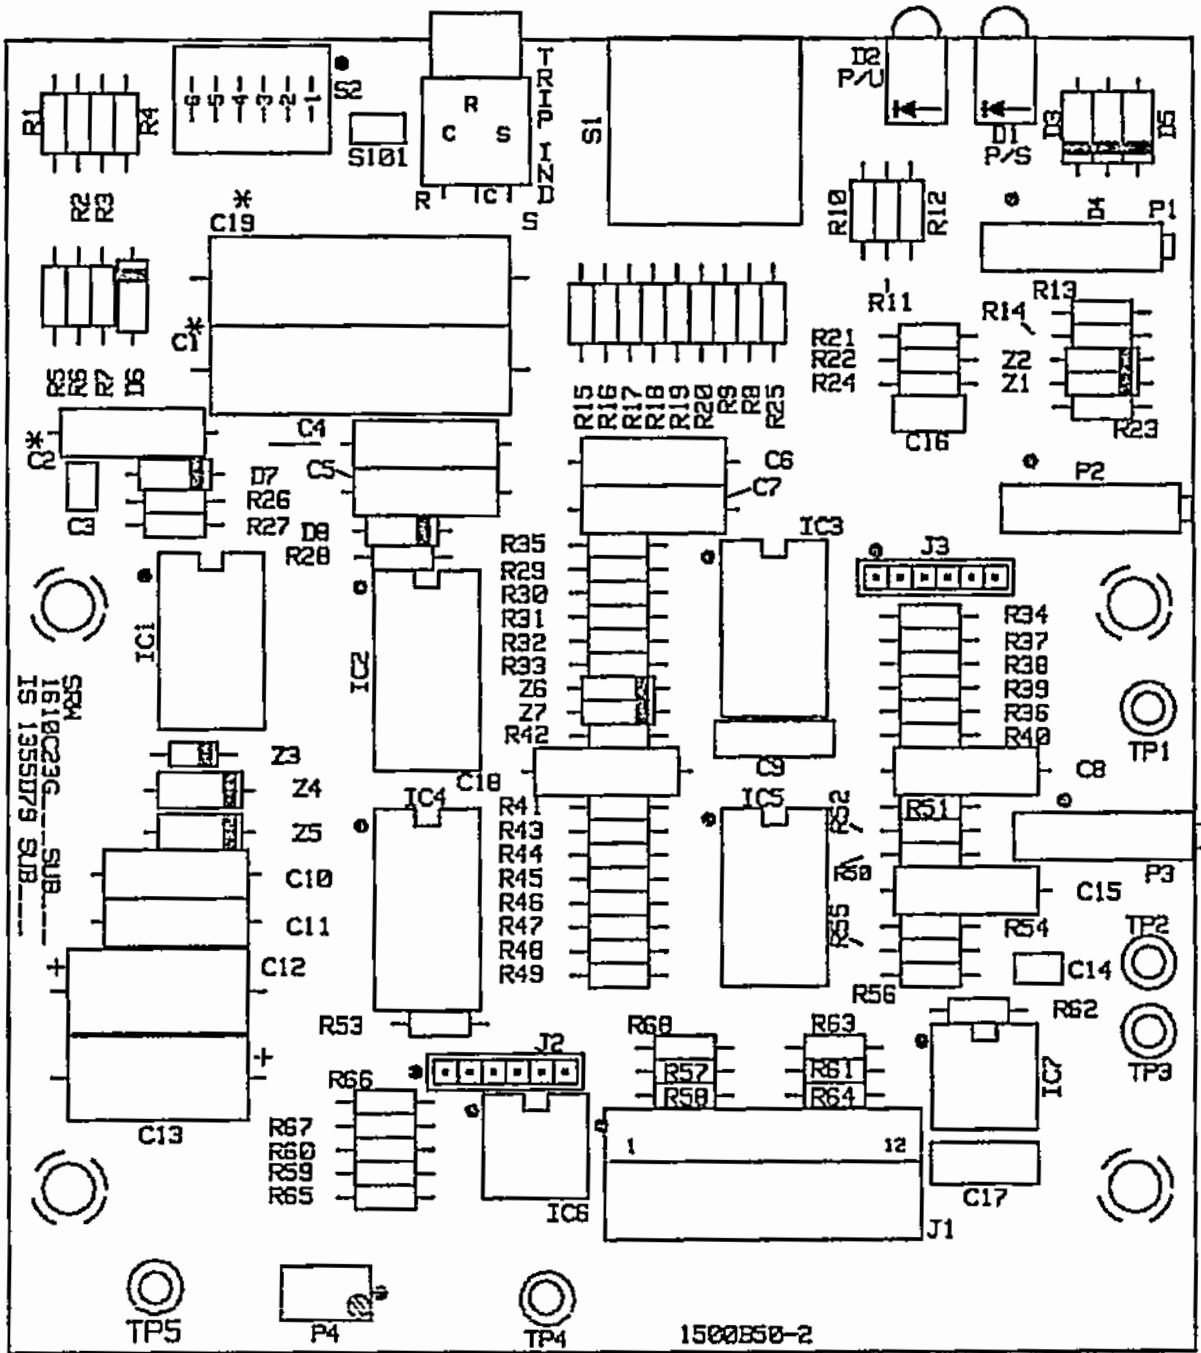 R1
R4
R2
R3
6 5 4 3 2 1
S2
S101
R
C S
TRIP IND
R C
S
S1
D2
P/U
D1
P/S
D3
D5
D4
P1
R10
R12
R11
C19
*
C1
*
R5
R6
R7
D6
R15
R16
R17
R18
R19
R20
R9
R8
R25
R21
R22
R24
C16
R13
R14
Z2
Z1
R23
*
C2
C3
D7
R26
R27
C4
C5
D8
R28
C6
C7
P2
IC1
IC2
IC3
J3
R35
R29
R30
R31
R32
R33
Z6
Z7
R42
C9
R34
R37
R38
R39
R36
R40
C8
TP1
SRM
1610C23G___SUB___
IS 1355D79 SUB___
Z3
Z4
Z5
C10
C11
+
C12
+
C13
C18
IC4
IC5
R41
R43
R44
R45
R46
R47
R48
R49
R52
R51
R50
P3
C15
R55
R54
R56
C14
TP2
R62
IC7
TP3
R53
J2
R66
R67
R60
R59
R65
IC6
R68
R57
R58
R63
R61
R64
1 12
J1
C17
TP5
P4
TP4
1500B50-2